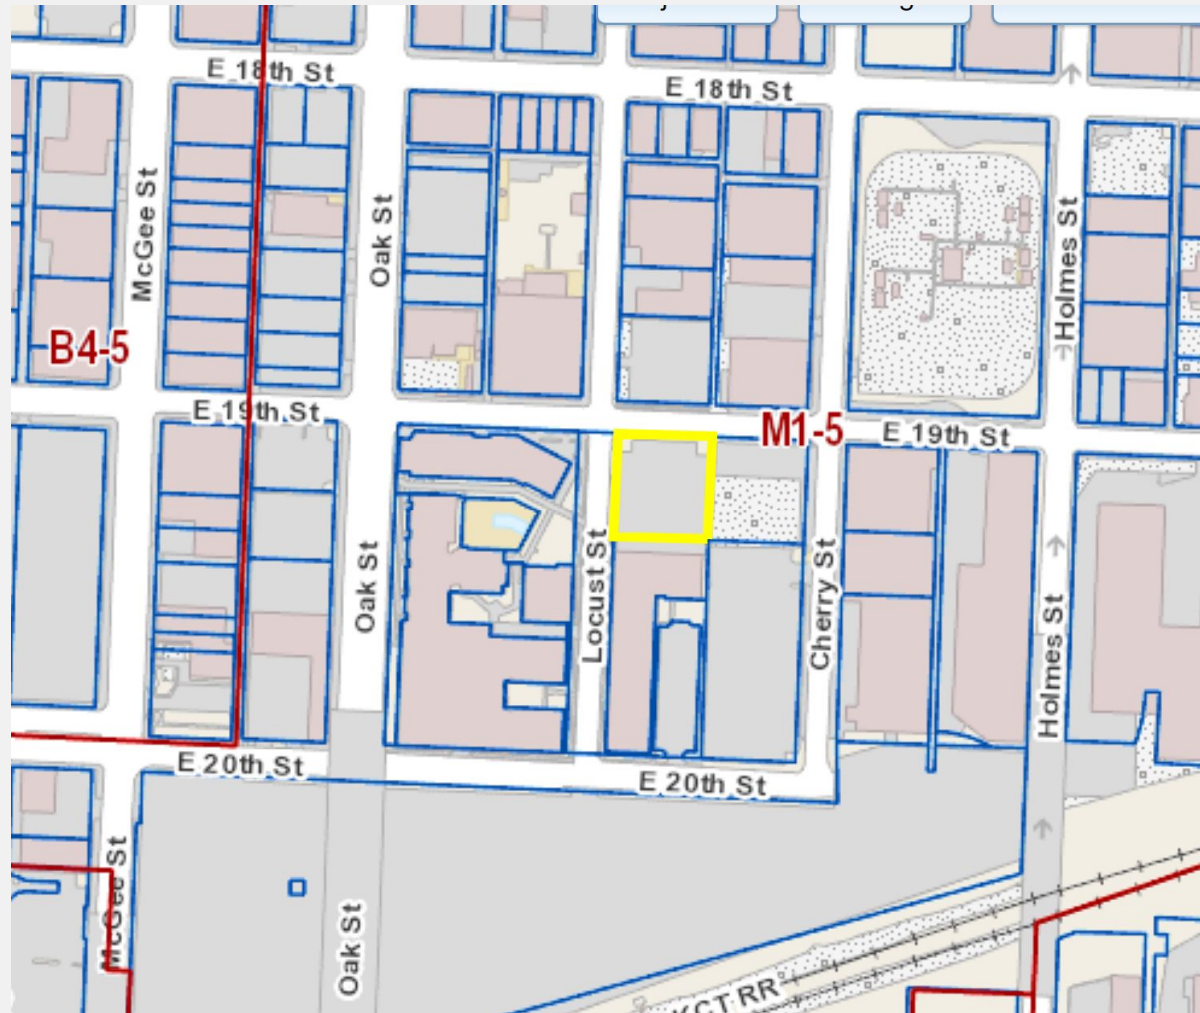 E 18th St
E 18th St
McGee St
Oak St
Holmes St
B4-5
E 19th St
M1-5
E 19th St
Oak St
Locust St
Cherry St
Holmes St
E 20th St
E 20th St
McGee St
Oak St
KCT RR